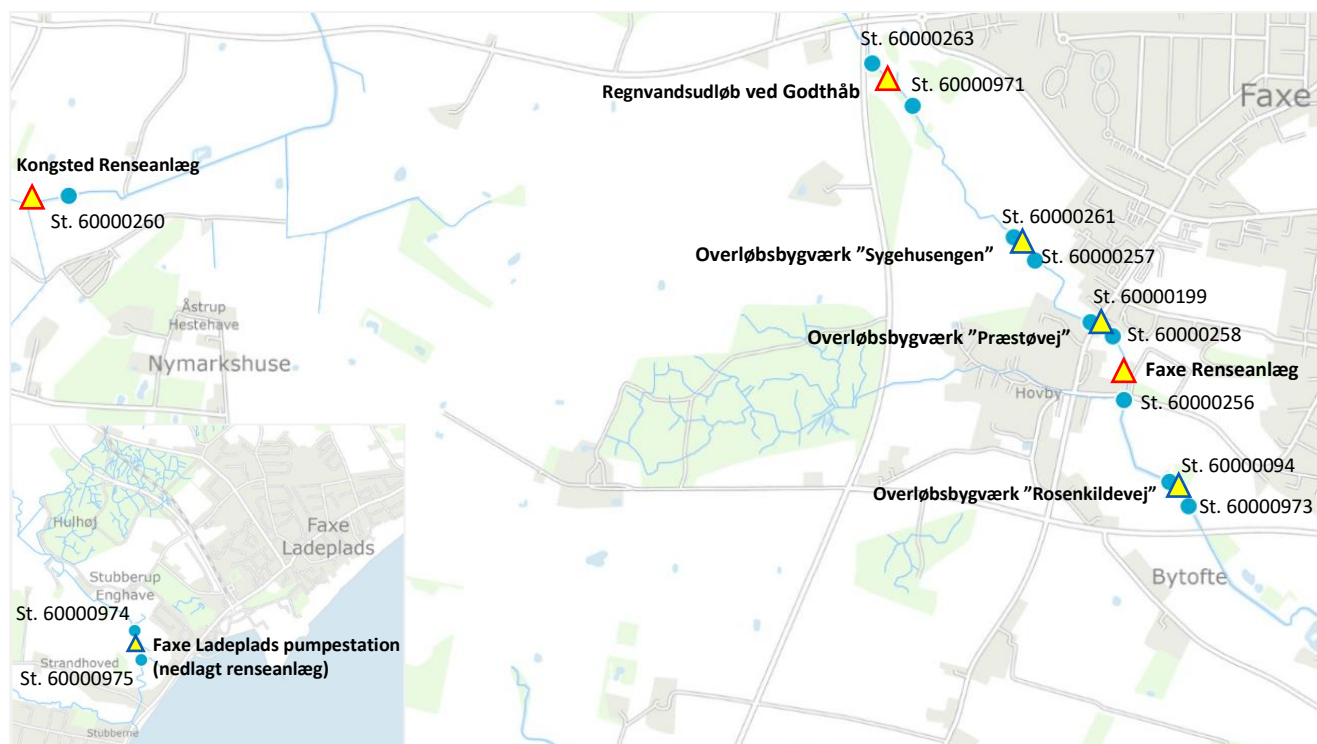 St. 60000263
Regnvandsudløb ved Godthåb
St. 60000971
Faxe
Kongsted Renseanlæg
St. 60000260
St. 60000261
Overløbsbygværk ”Sygehusengen”
St. 60000257
Åstrup
Hestehave
Nymarkshuse
St. 60000199
Overløbsbygværk ”Præstøvej”
St. 60000258
Faxe Renseanlæg
Hovby
St. 60000256
St. 60000094
Overløbsbygværk ”Rosenkildevej”
St. 60000973
Bytofte
Hulhøj
Faxe
Ladeplads
Stubberup
Enghave
St. 60000974
Faxe Ladeplads pumpestation
(nedlagt renseanlæg)
Strandhoved
St. 60000975
Stubberne